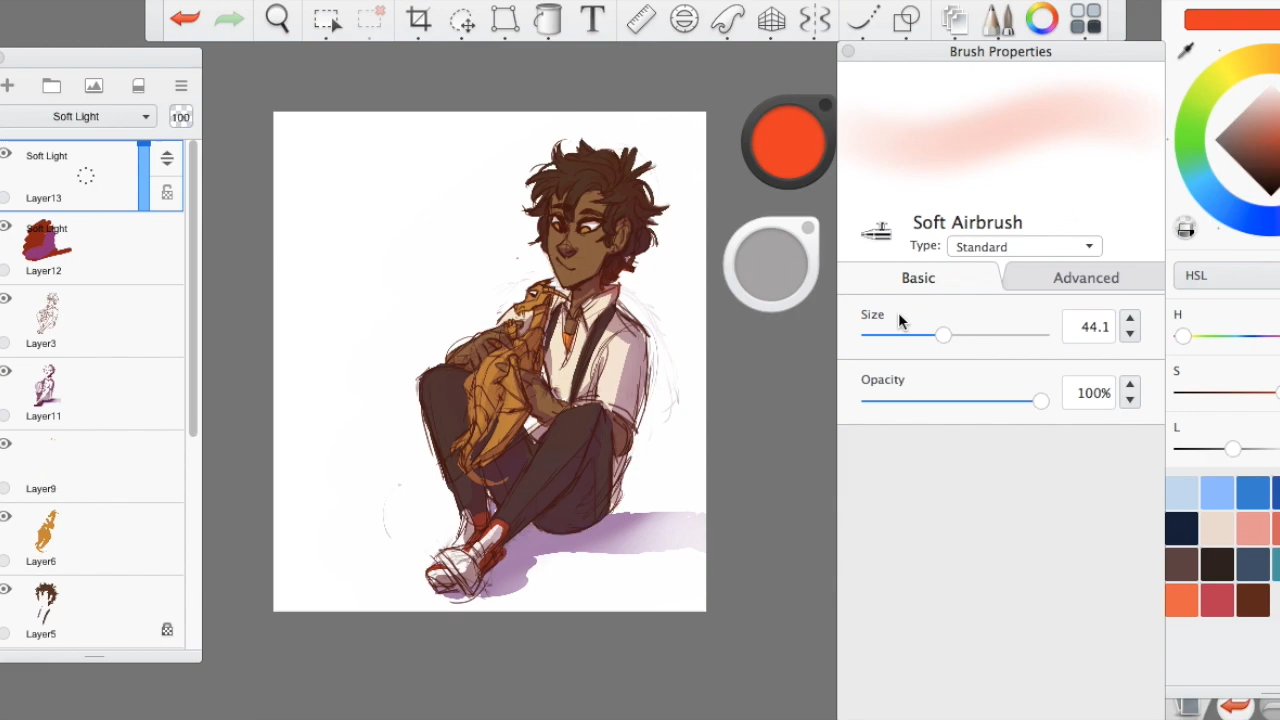 T
Brush Properties
Soft Light
100
Soft Light
Layer13
Soft Light
Layer12
Layer3
Layer11
Layer9
Layer6
Layer5
Soft Airbrush
Type: Standard
Basic Advanced
Size
44.1
Opacity
100%
HSL
H
S
L